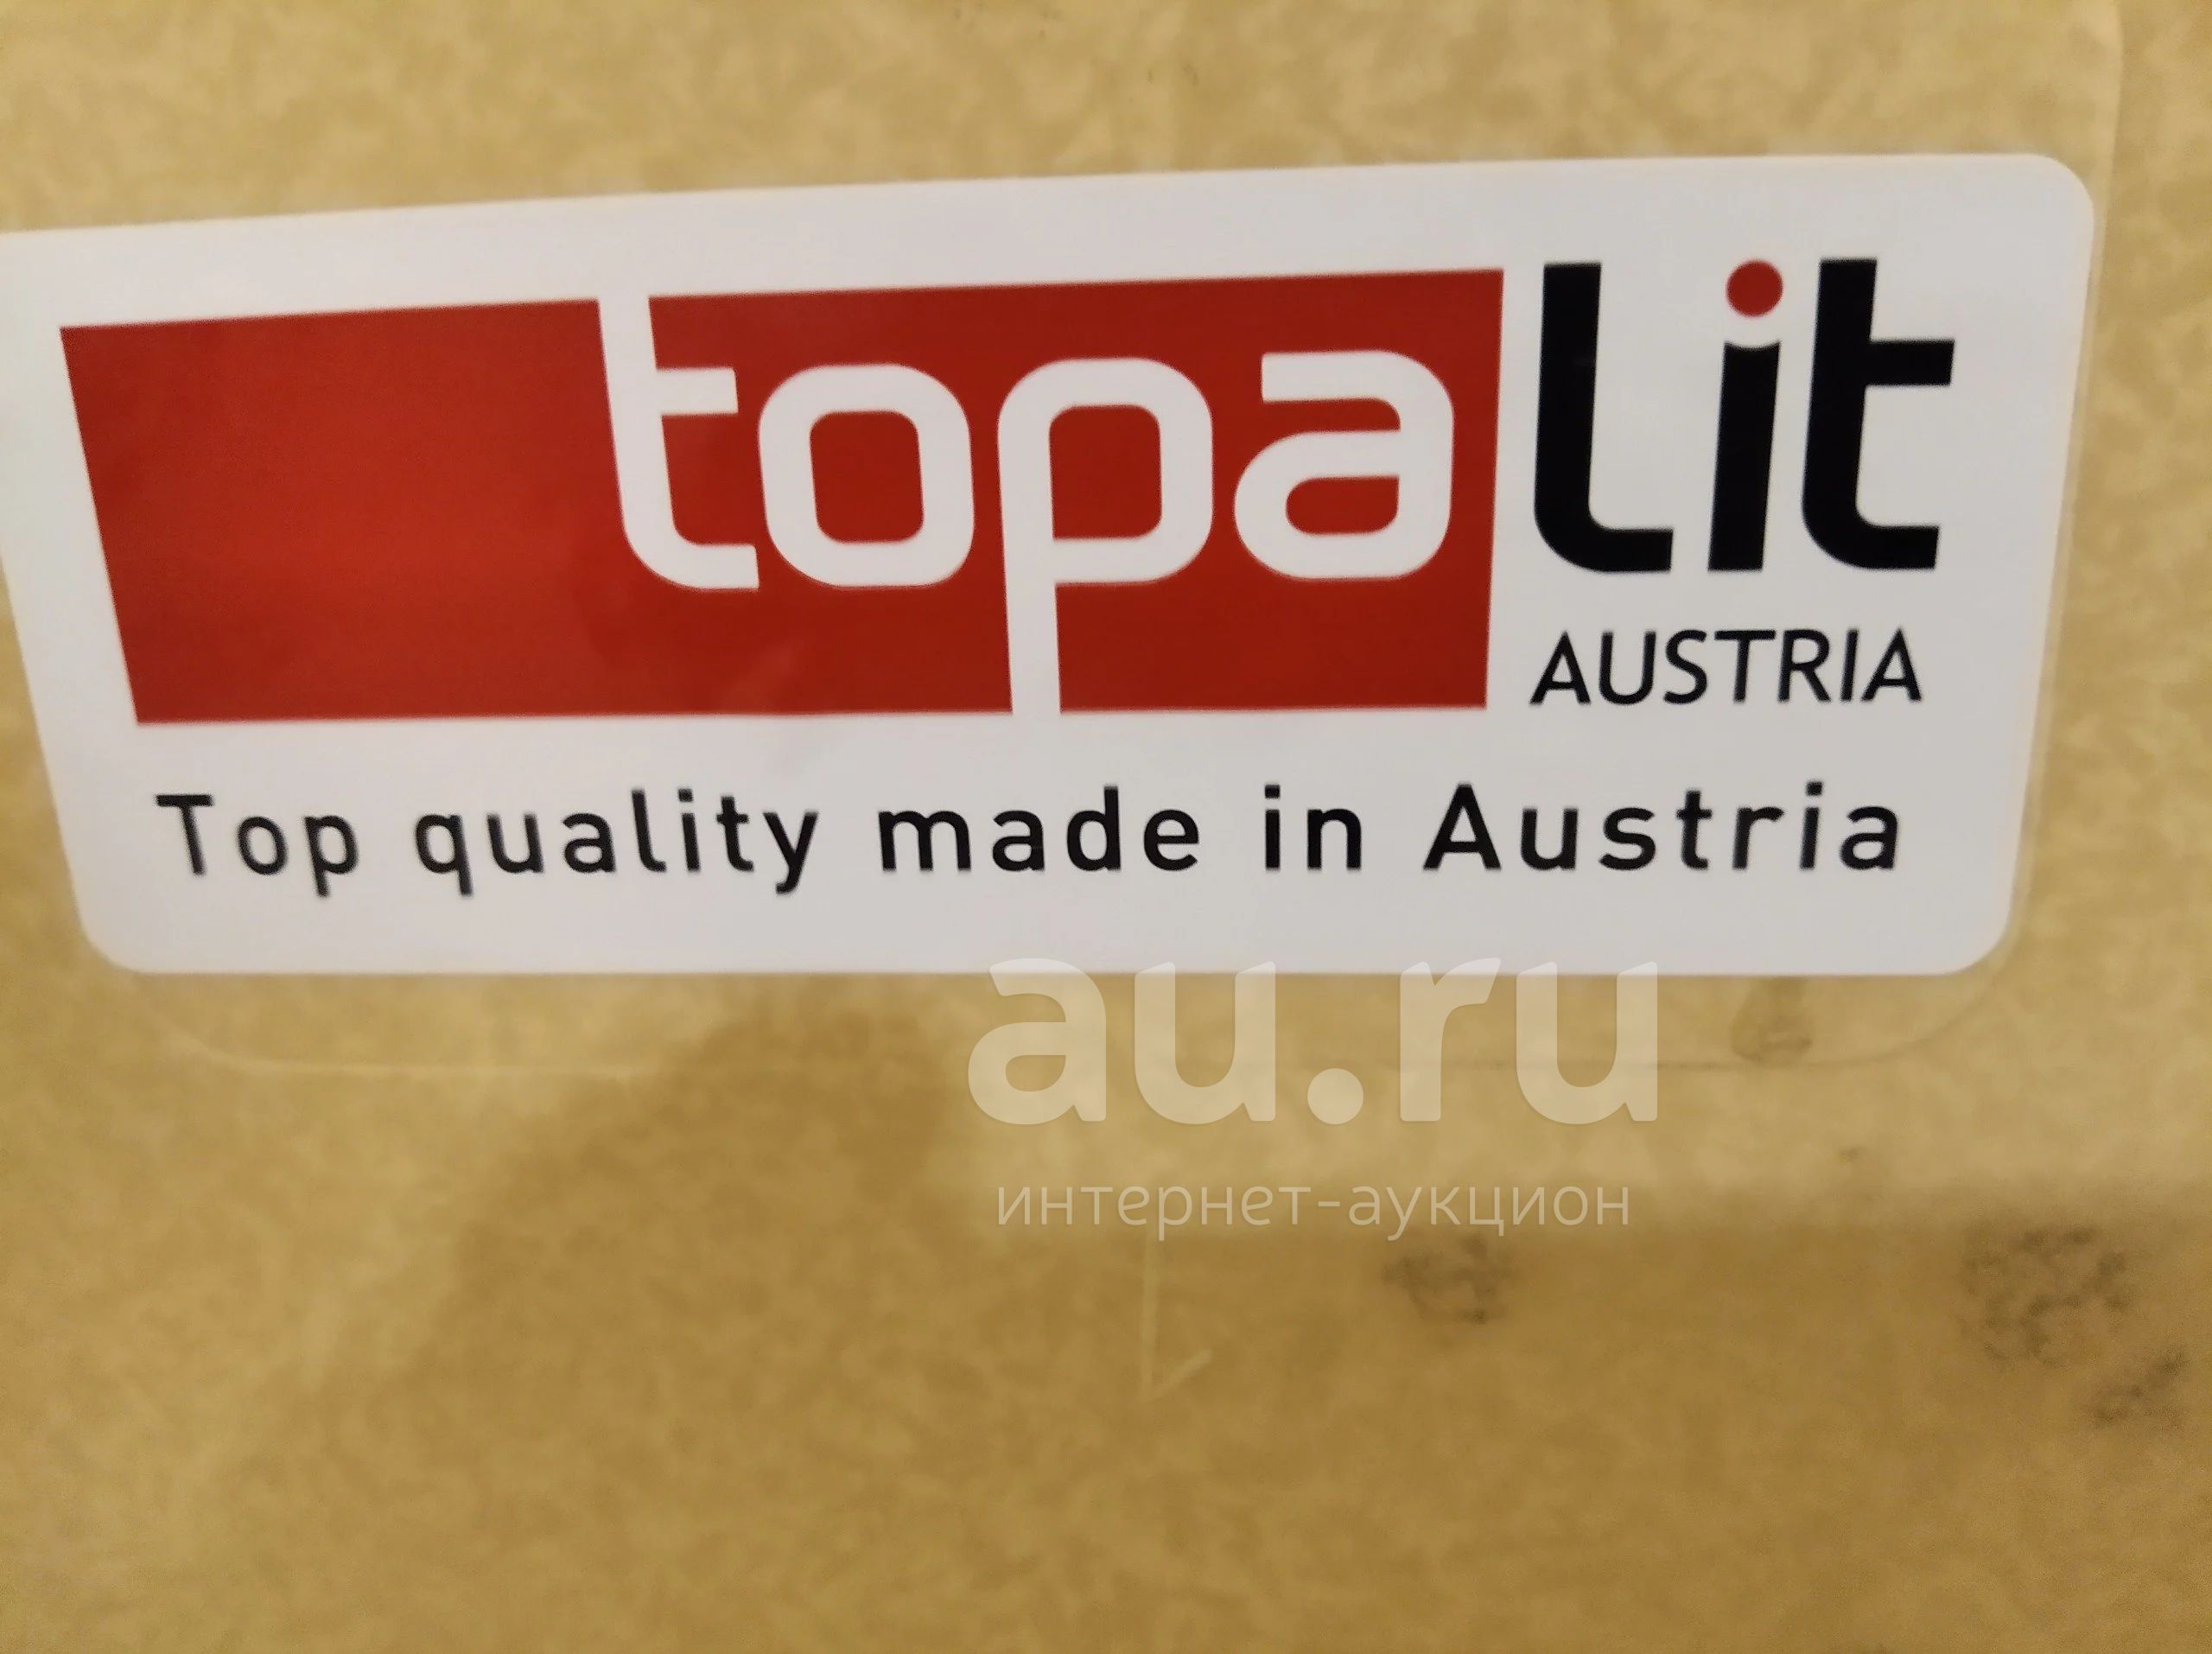 topalit
AUSTRIA
Top quality made in Austria
au.ru
интернет-аукцион